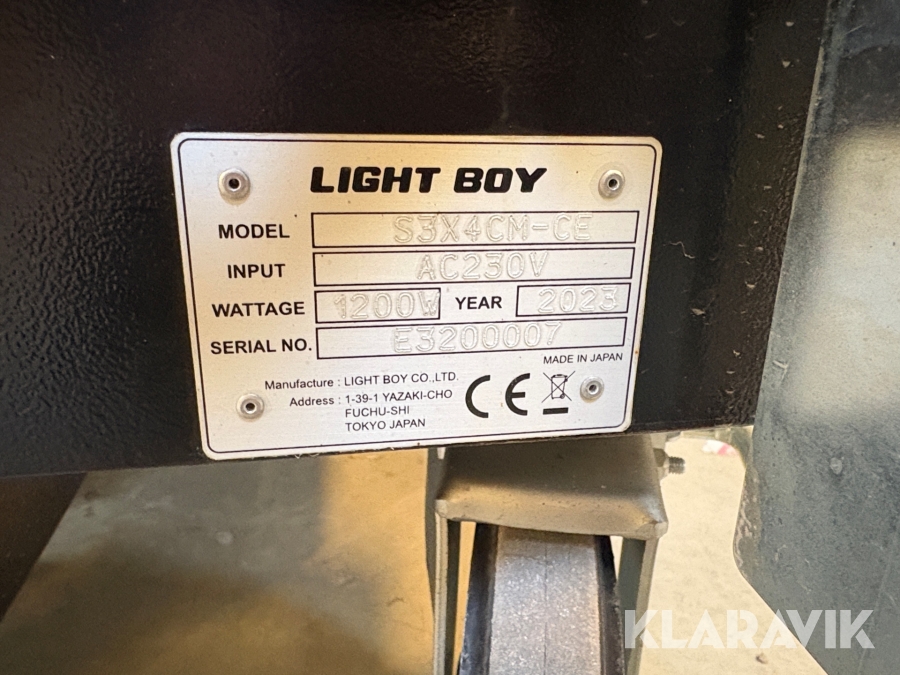 LIGHT BOY
MODEL S3X4CM-CE
INPUT AC230V
WATTAGE 1200W YEAR 2023
SERIAL NO. E3200007
MADE IN JAPAN
Manufacture : LIGHT BOY CO.,LTD.
Address : 1-39-1 YAZAKI-CHO
FUCHU-SHI
TOKYO JAPAN
CE
KLARAVIK